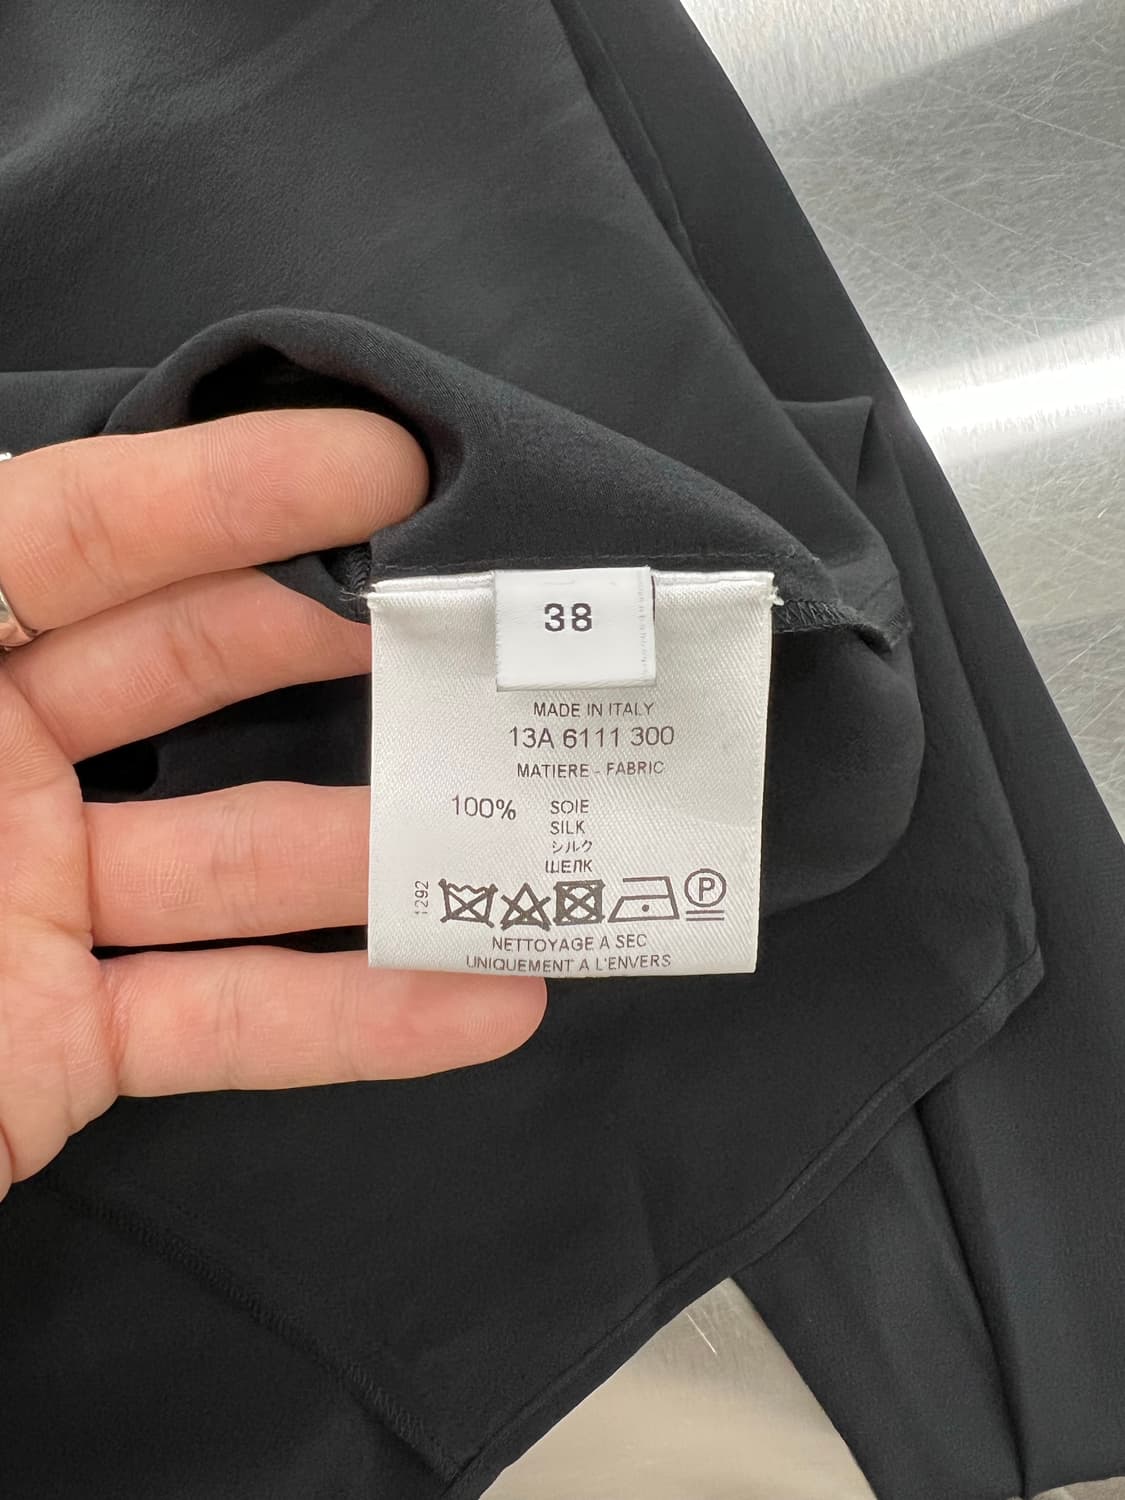 38
MADE IN ITALY
13A 6111 300
MATIERE - FABRIC
100% SOIE
SILK
シルク
ШЕЛК
1292
P
NETTOYAGE A SEC
UNIQUEMENT A L'ENVERS